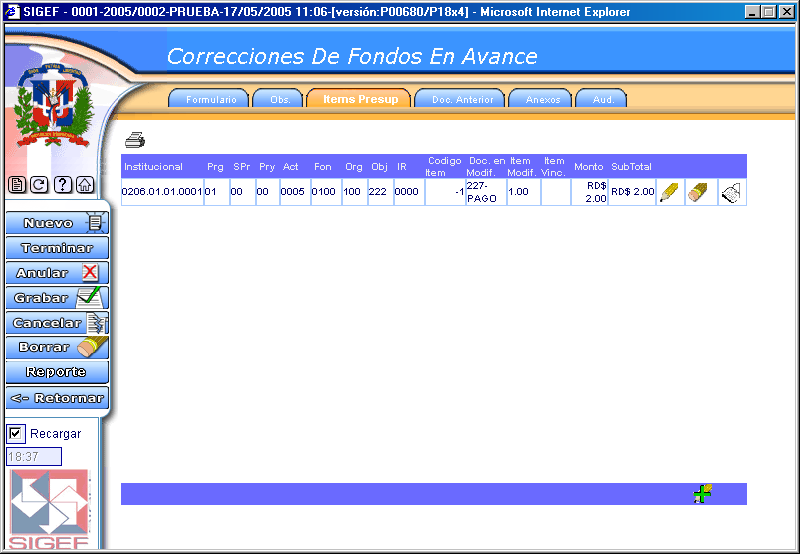 SIGEF - 0001-2005/0002-PRUEBA-17/05/2005 11:06-[versión:P00680/P18x4] - Microsoft Internet Explorer
Correcciones De Fondos En Avance
Formulario Obs. Items Presup Doc. Anterior Anexos Aud.
Institucional Prg SPr Pry Act Fon Org Obj IR Codigo Item Doc. en Modif. Item Modif. Item Vinc. Monto SubTotal
0206.01.01.0001 01 00 00 0005 0100 100 222 0000 -1 227-PAGO 1.00 RD$ 2.00 RD$ 2.00
Nuevo
Terminar
Anular
Grabar
Cancelar
Borrar
Reporte
<- Retornar
Recargar
18:37
SIGEF